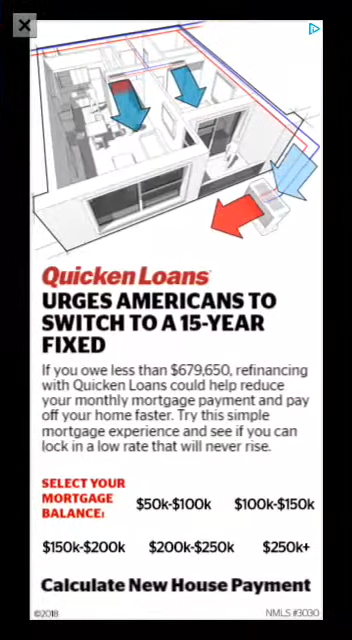 Quicken Loans
URGES AMERICANS TO
SWITCH TO A 15-YEAR
FIXED
If you owe less than $679,650, refinancing
with Quicken Loans could help reduce
your monthly mortgage payment and pay
off your home faster. Try this simple
mortgage experience and see if you can
lock in a low rate that will never rise.
SELECT YOUR
MORTGAGE
BALANCE:
$50k-$100k $100k-$150k
$150k-$200k $200k-$250k $250k+
Calculate New House Payment
©2018 NMLS #3030